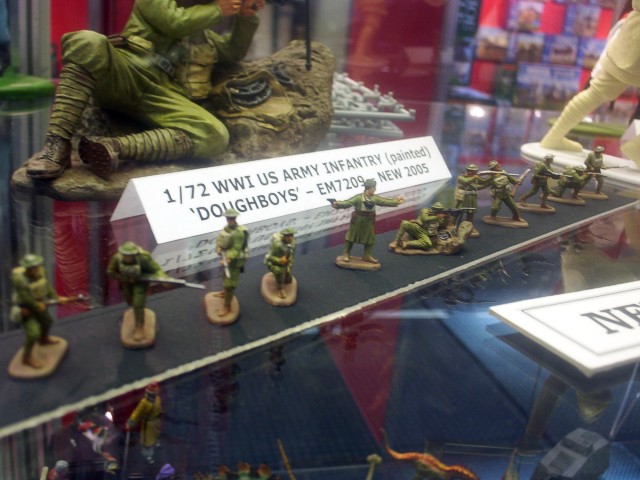 1/72 WWI US ARMY INFANTRY (painted)
'DOUGHBOYS' – EM7209 – NEW 2005